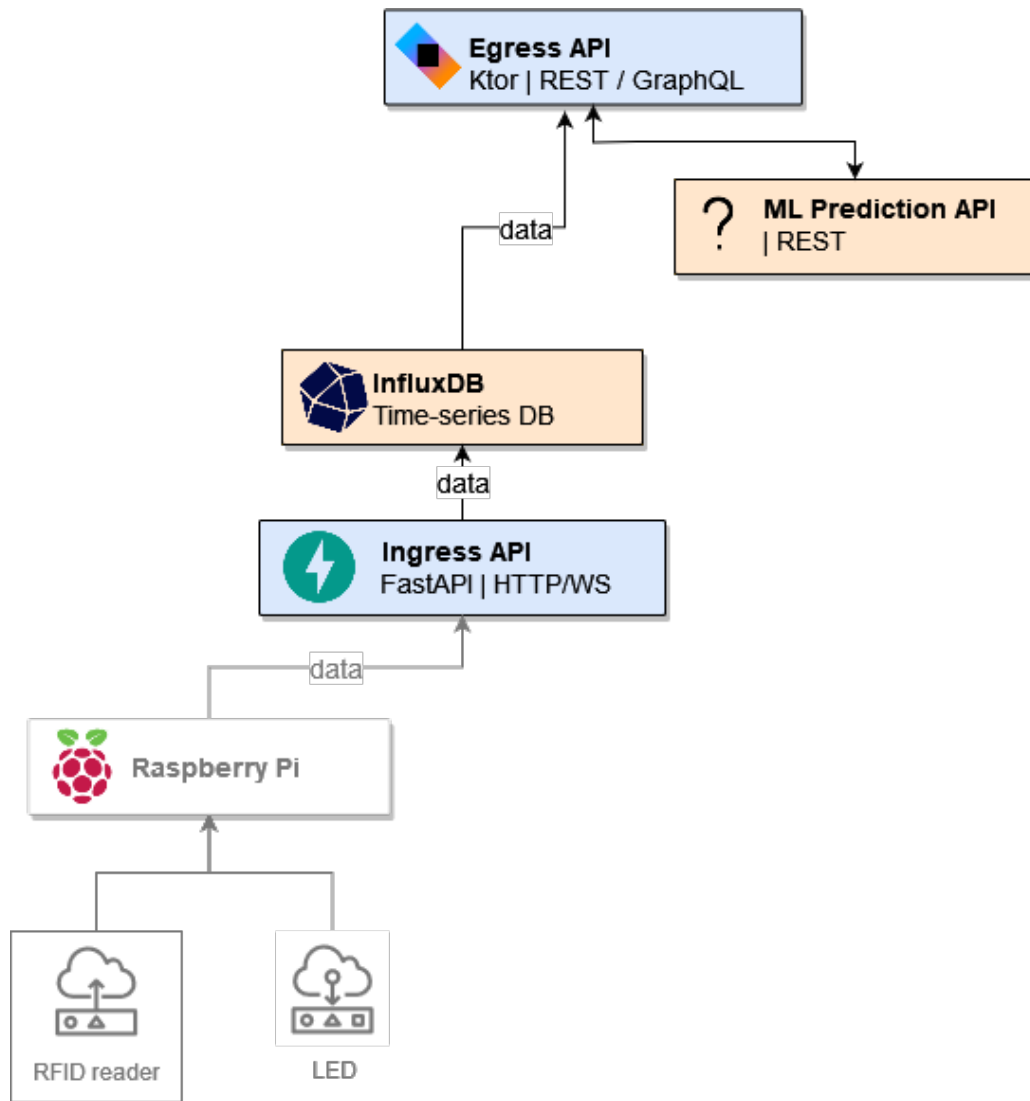 Egress API
Ktor | REST / GraphQL
?
ML Prediction API
| REST
data
InfluxDB
Time-series DB
data
Ingress API
FastAPI | HTTP/WS
data
Raspberry Pi
RFID reader
LED